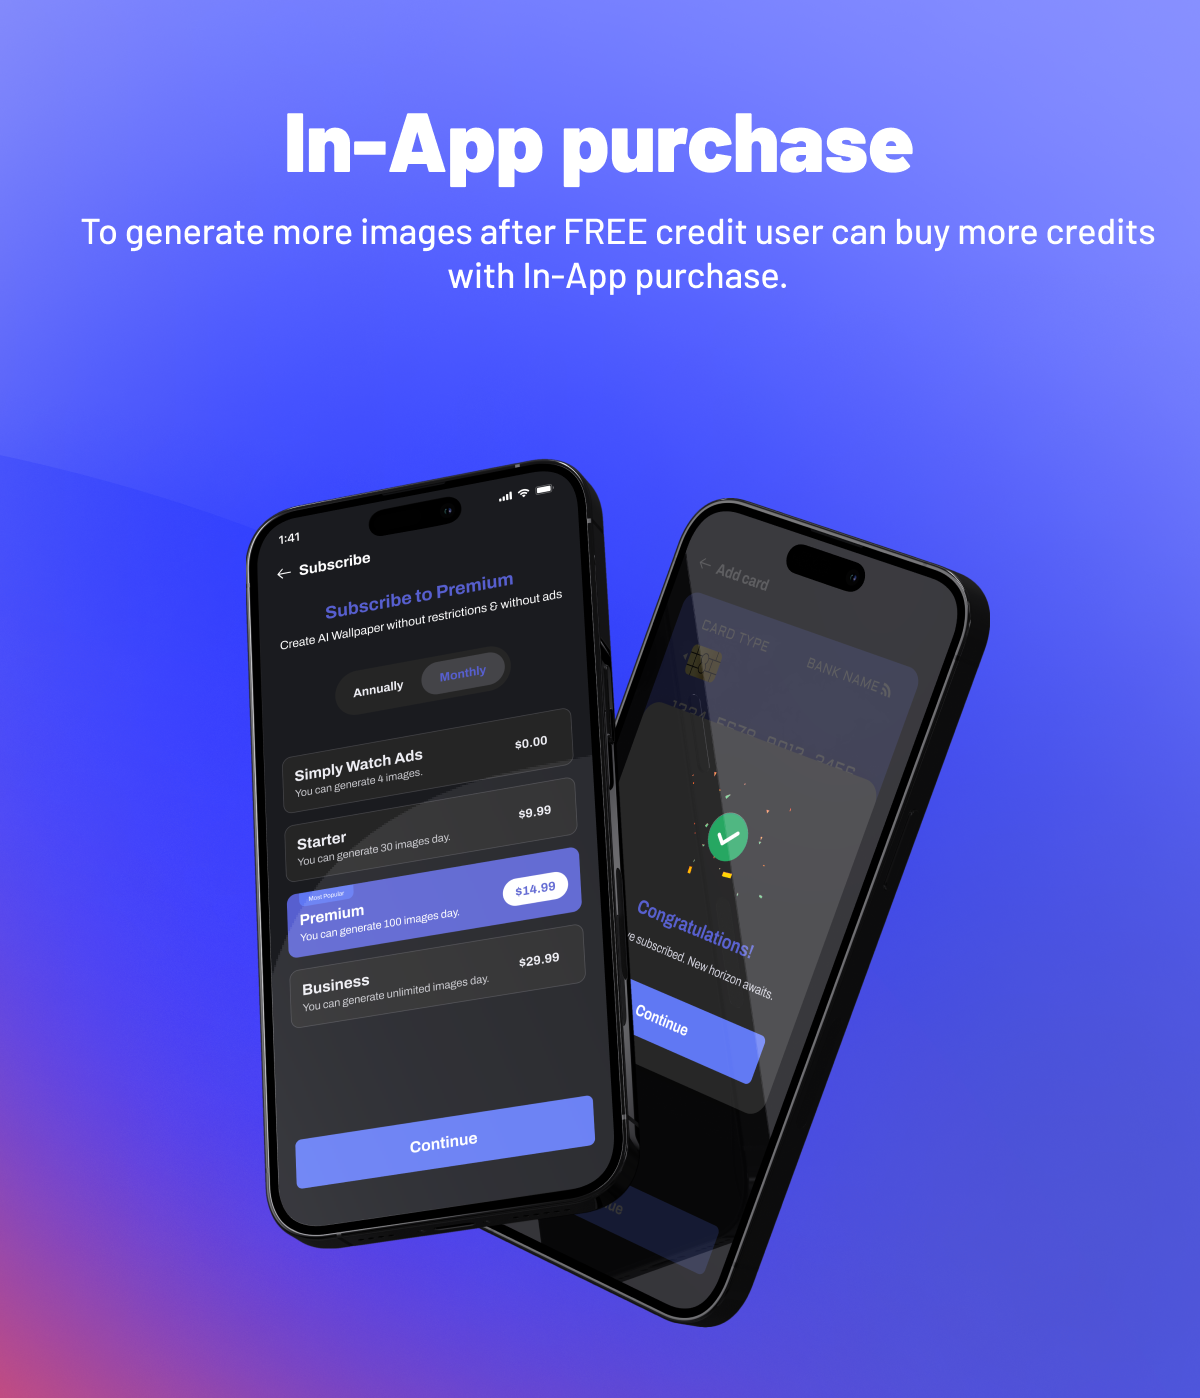 In-App purchase
To generate more images after FREE credit user can buy more credits
with In-App purchase.
1:41
Subscribe
Subscribe to Premium
Create AI Wallpaper without restrictions & without ads
Annually
Monthly
Simply Watch Ads
$0.00
You can generate 4 images.
Starter
$9.99
You can generate 30 images day.
Most Popular
Premium
$14.99
You can generate 100 images day.
Business
$29.99
You can generate unlimited images day.
Continue
Add card
CARD TYPE
BANK NAME
1234 5678 9012 3456
Congratulations!
subscribed. New horizon awaits.
Continue